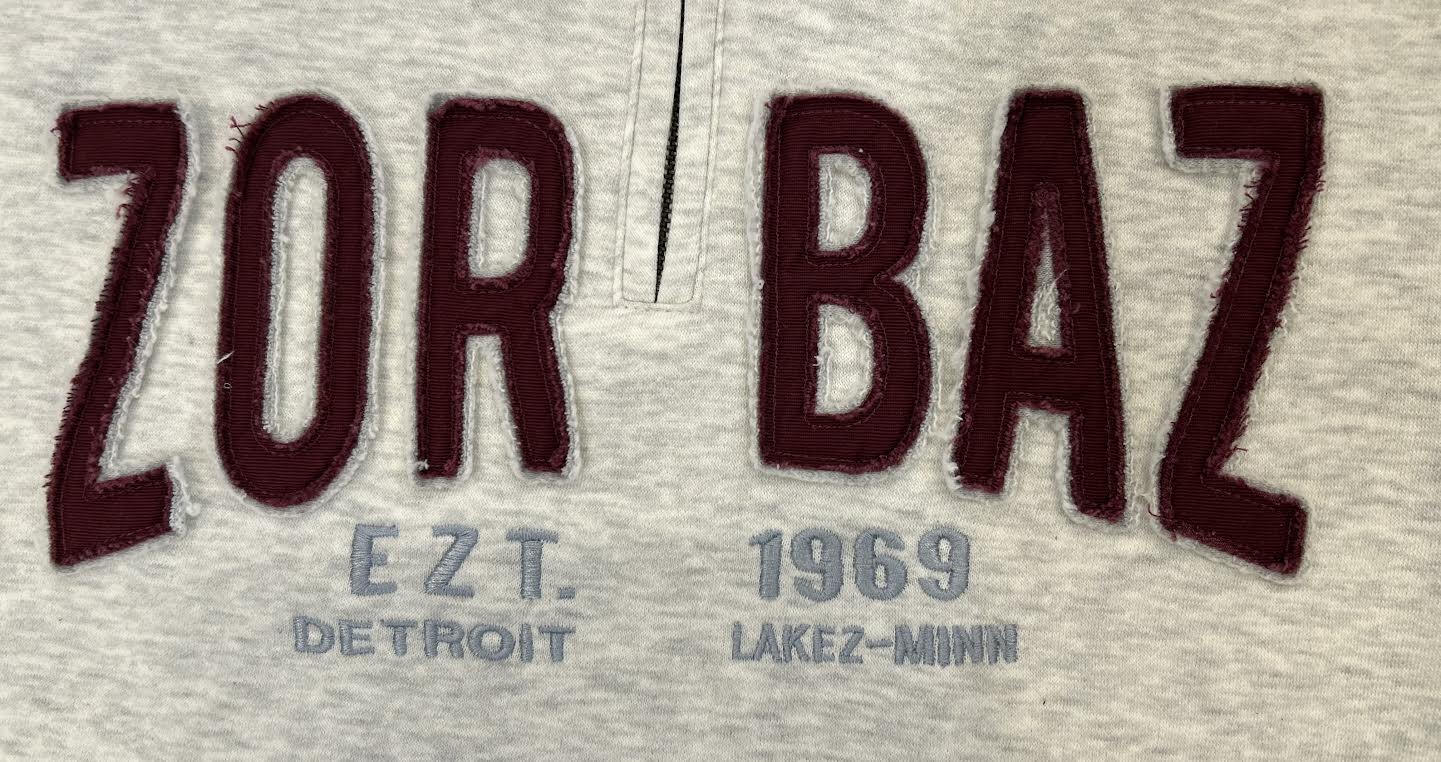 ZOR BAZ
EZT. 1969
DETROIT LAKEZ-MINN